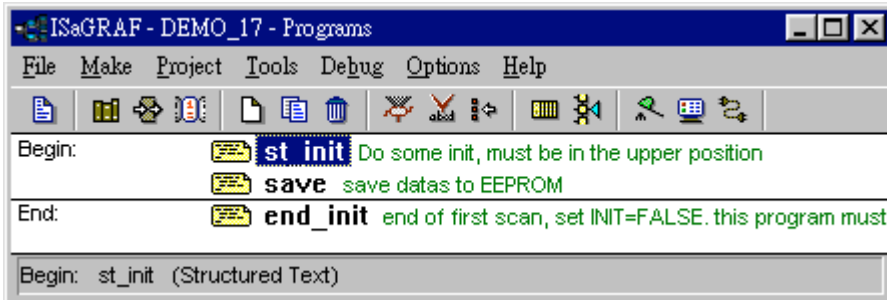 ISaGRAF - DEMO_17 - Programs
File Make Project Tools Debug Options Help
Begin: st_init Do some init, must be in the upper position
save save datas to EEPROM
End: end_init end of first scan, set INIT=FALSE. this program must
Begin: st_init (Structured Text)